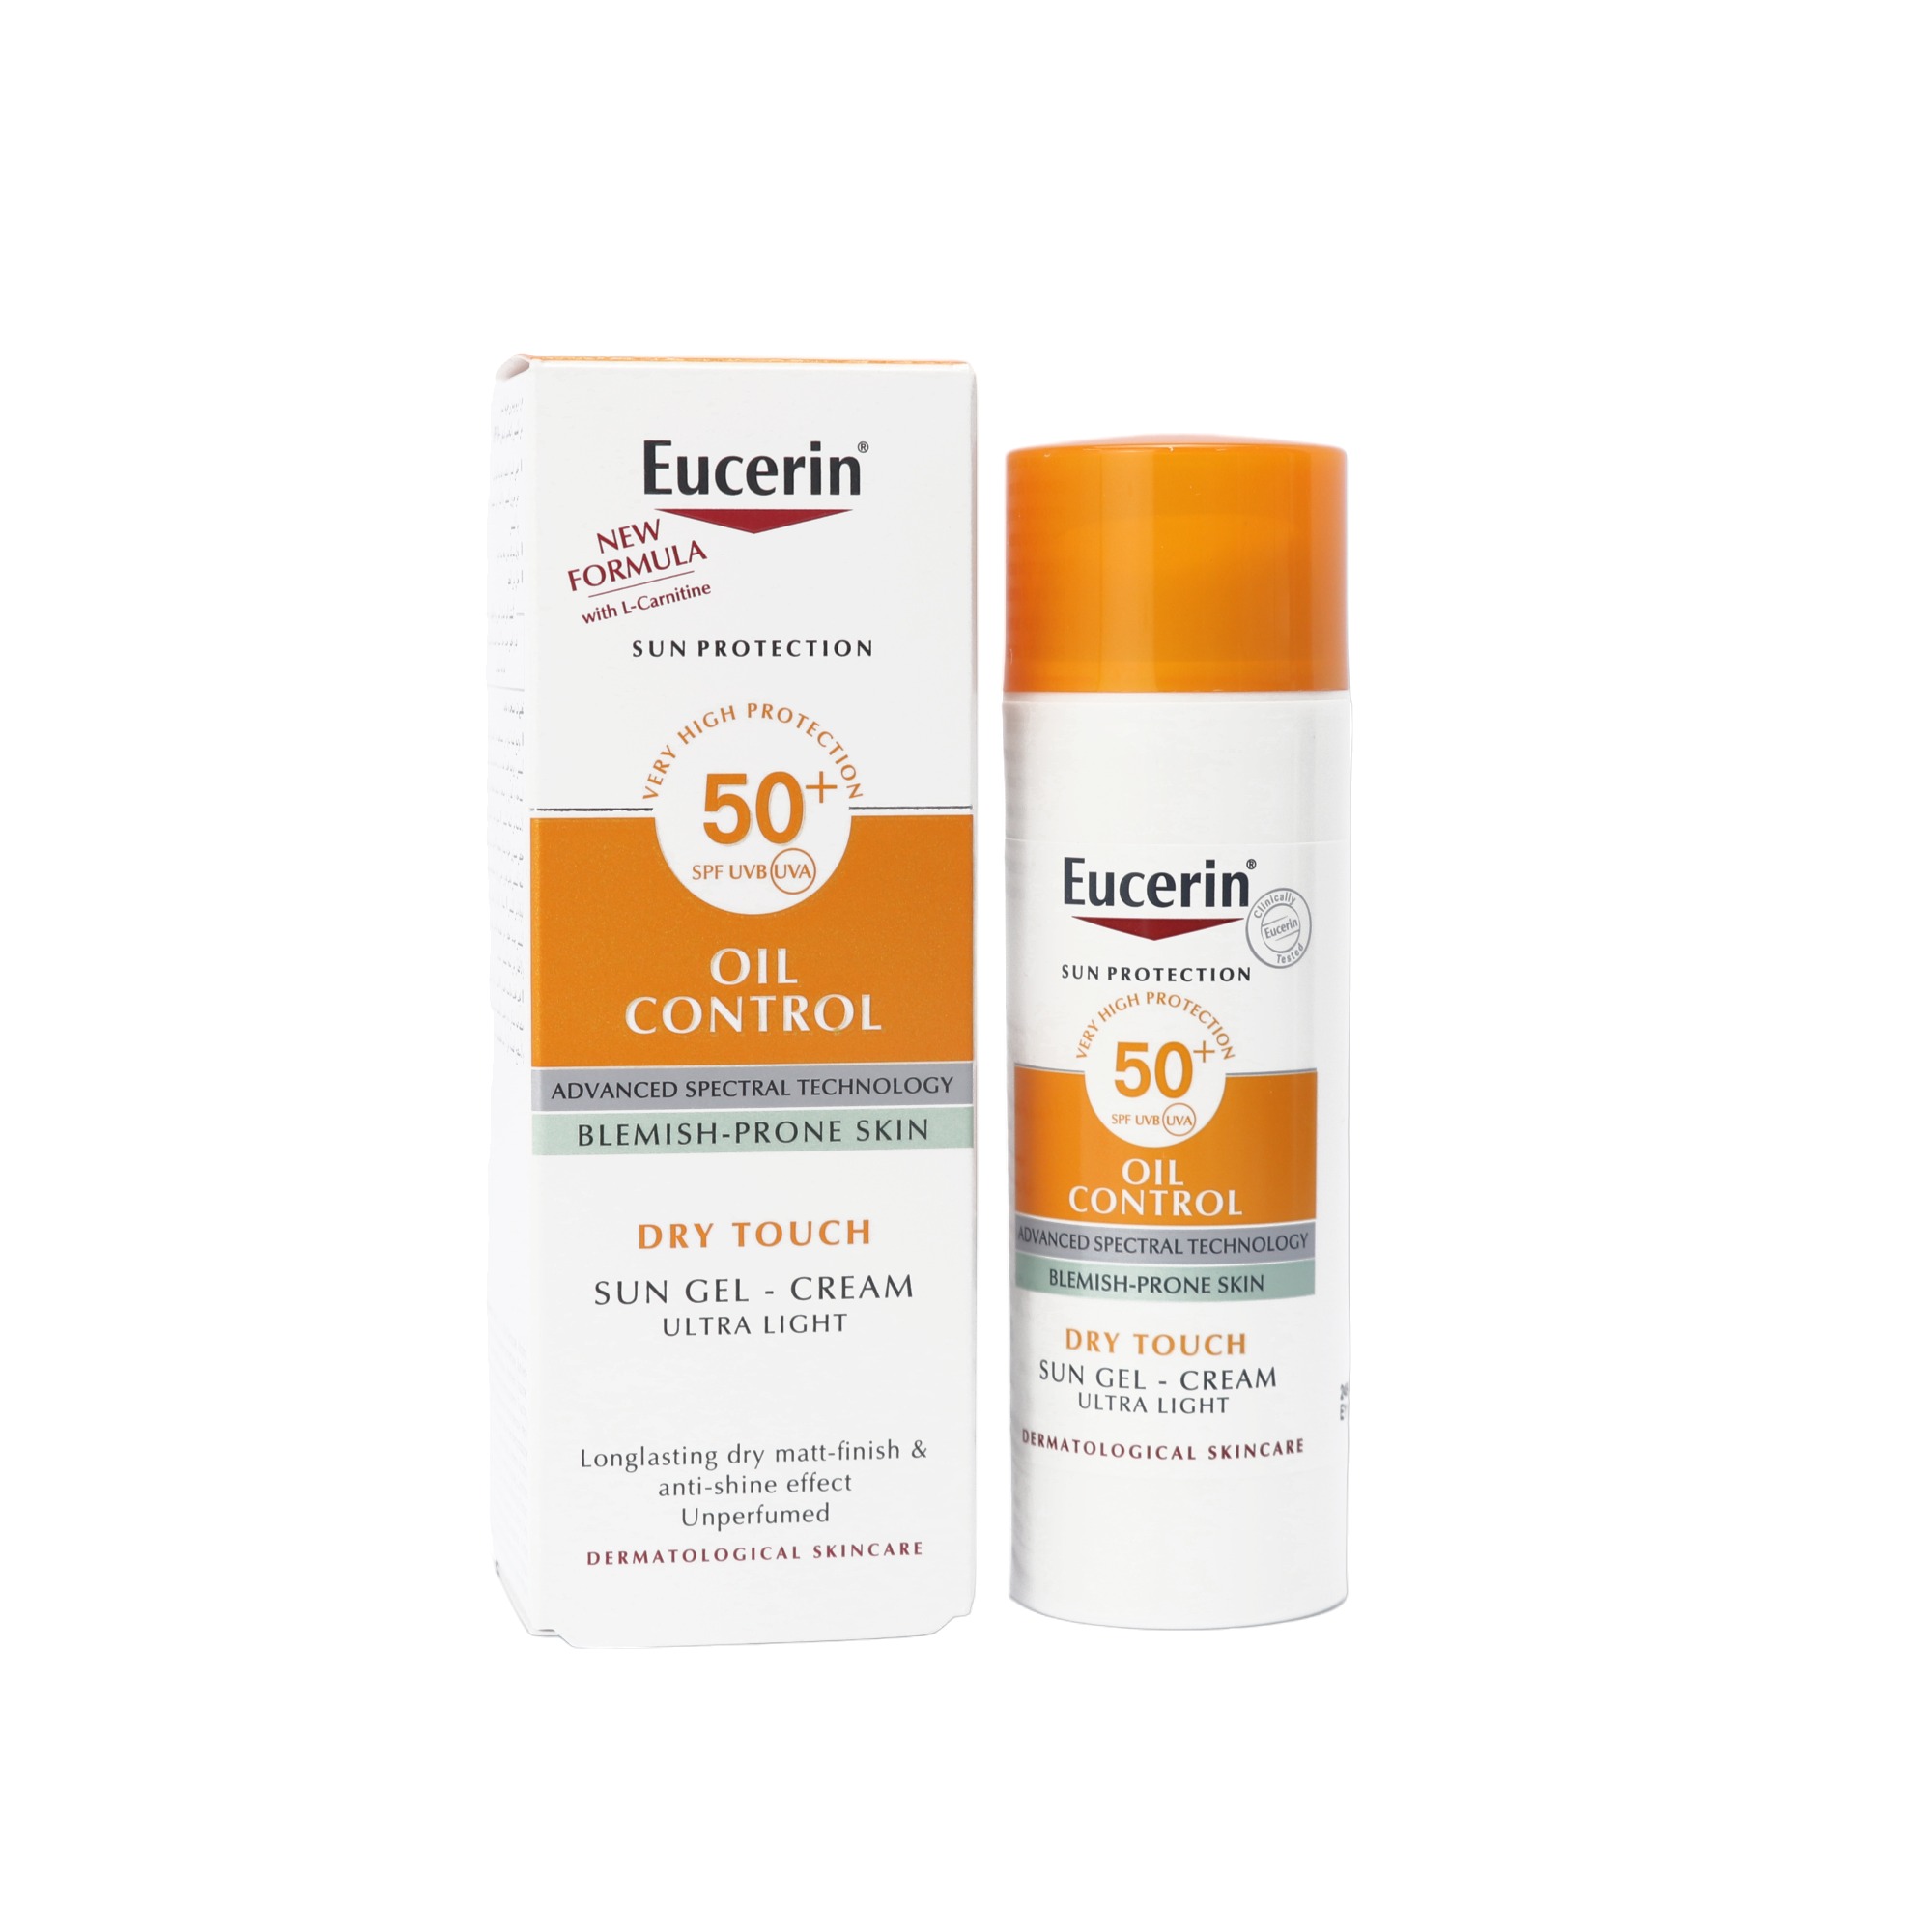 Eucerin®
NEW
FORMULA
with L-Carnitine
SUN PROTECTION
VERY HIGH PROTECTION
50+
SPF UVB UVA
OIL
CONTROL
ADVANCED SPECTRAL TECHNOLOGY
BLEMISH-PRONE SKIN
DRY TOUCH
SUN GEL - CREAM
ULTRA LIGHT
Longlasting dry matt-finish &
anti-shine effect
Unperfumed
DERMATOLOGICAL SKINCARE
Eucerin®
Clinically
Eucerin
Tested
SUN PROTECTION
VERY HIGH PROTECTION
50+
SPF UVB UVA
OIL
CONTROL
ADVANCED SPECTRAL TECHNOLOGY
BLEMISH-PRONE SKIN
DRY TOUCH
SUN GEL - CREAM
ULTRA LIGHT
DERMATOLOGICAL SKINCARE